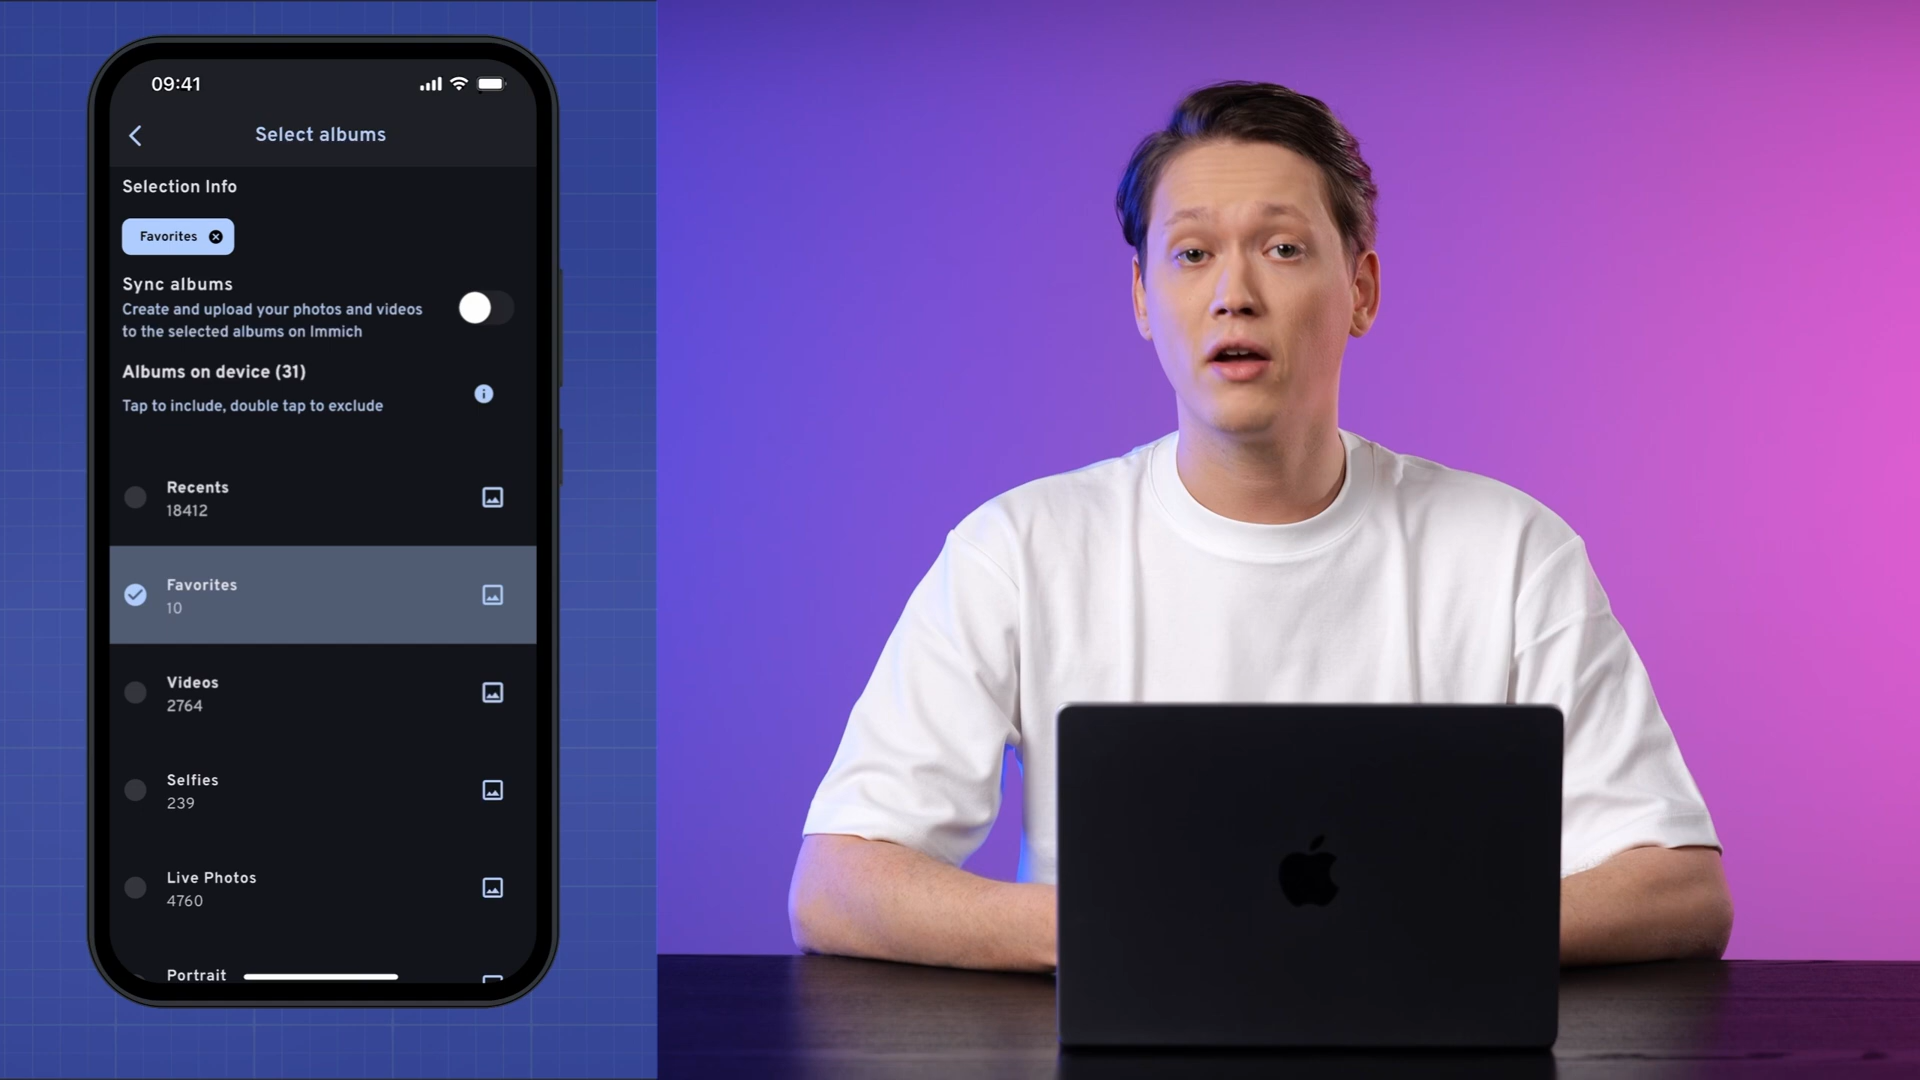 09:41
Select albums
Selection Info
Favorites
Sync albums
Create and upload your photos and videos
to the selected albums on Immich
Albums on device (31)
Tap to include, double tap to exclude
Recents
18412
Favorites
10
Videos
2764
Selfies
239
Live Photos
4760
Portrait